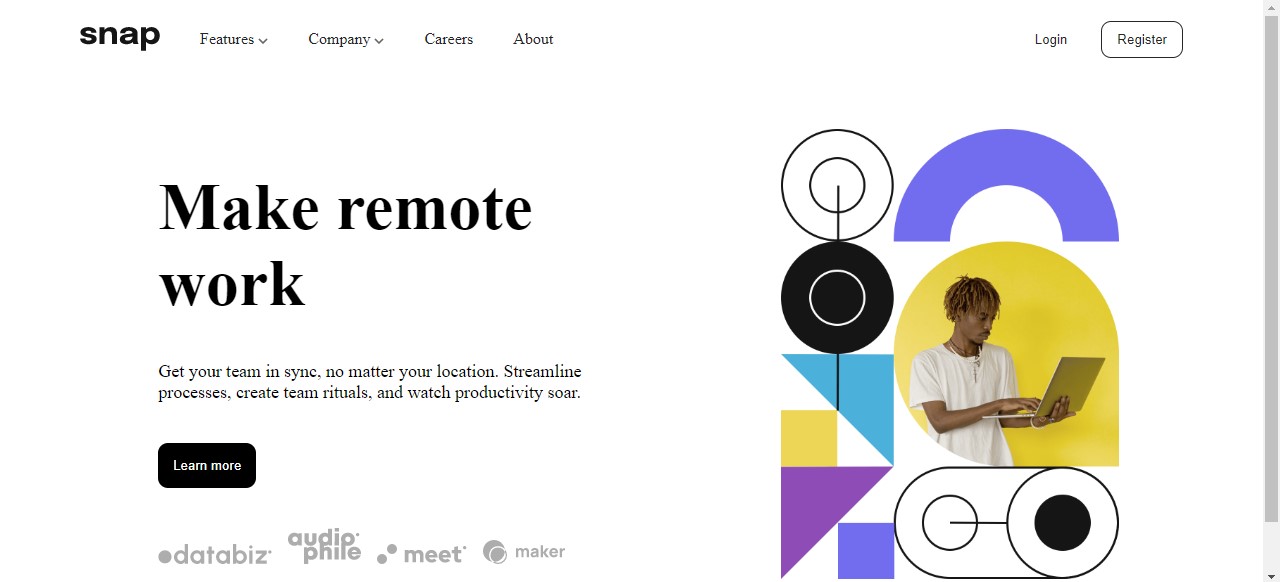 snap Features Company Careers About Login Register
Make remote
work
Get your team in sync, no matter your location. Streamline
processes, create team rituals, and watch productivity soar.
Learn more
databiz audiophile meet maker